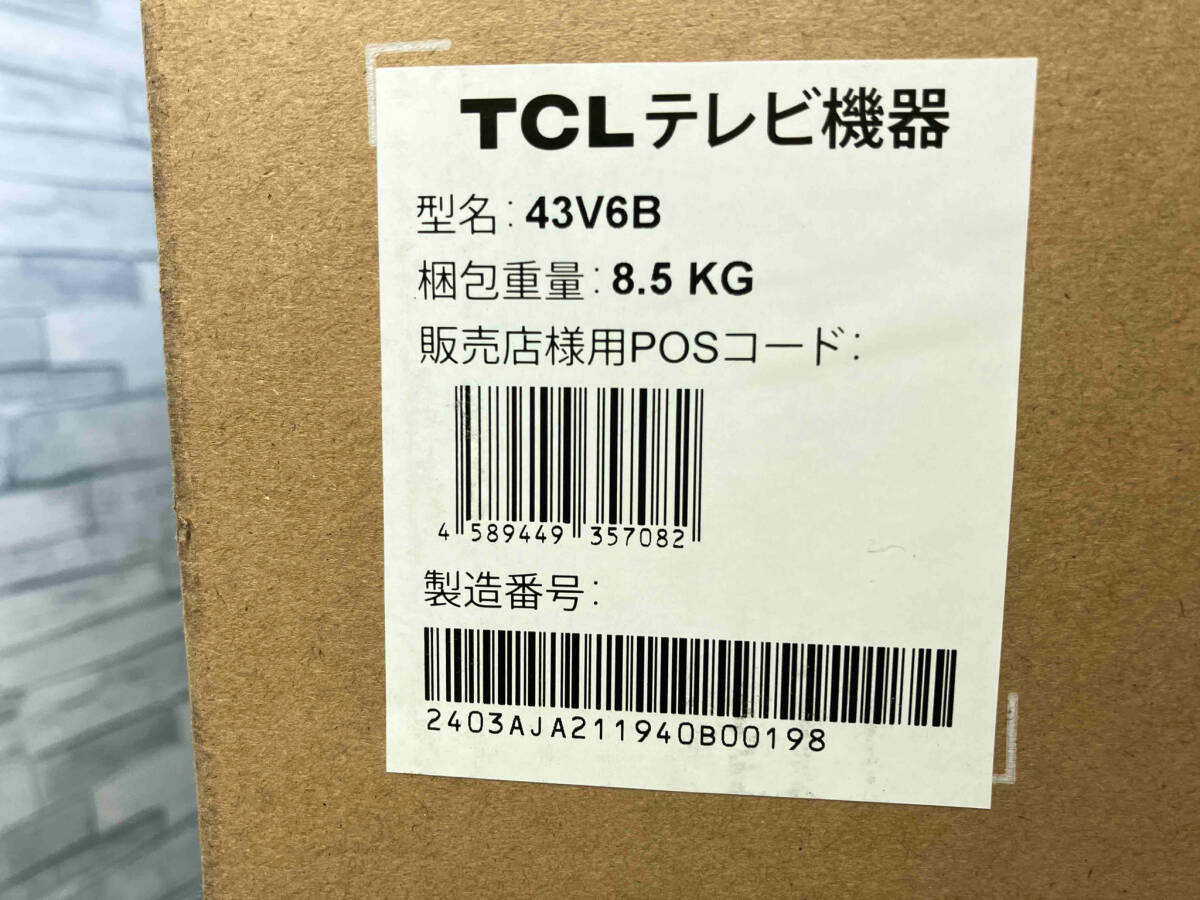 TCLテレビ機器
型名: 43V6B
梱包重量: 8.5 KG
販売店様用POSコード:
4 589449 357082
製造番号:
2403AJA211940B00198